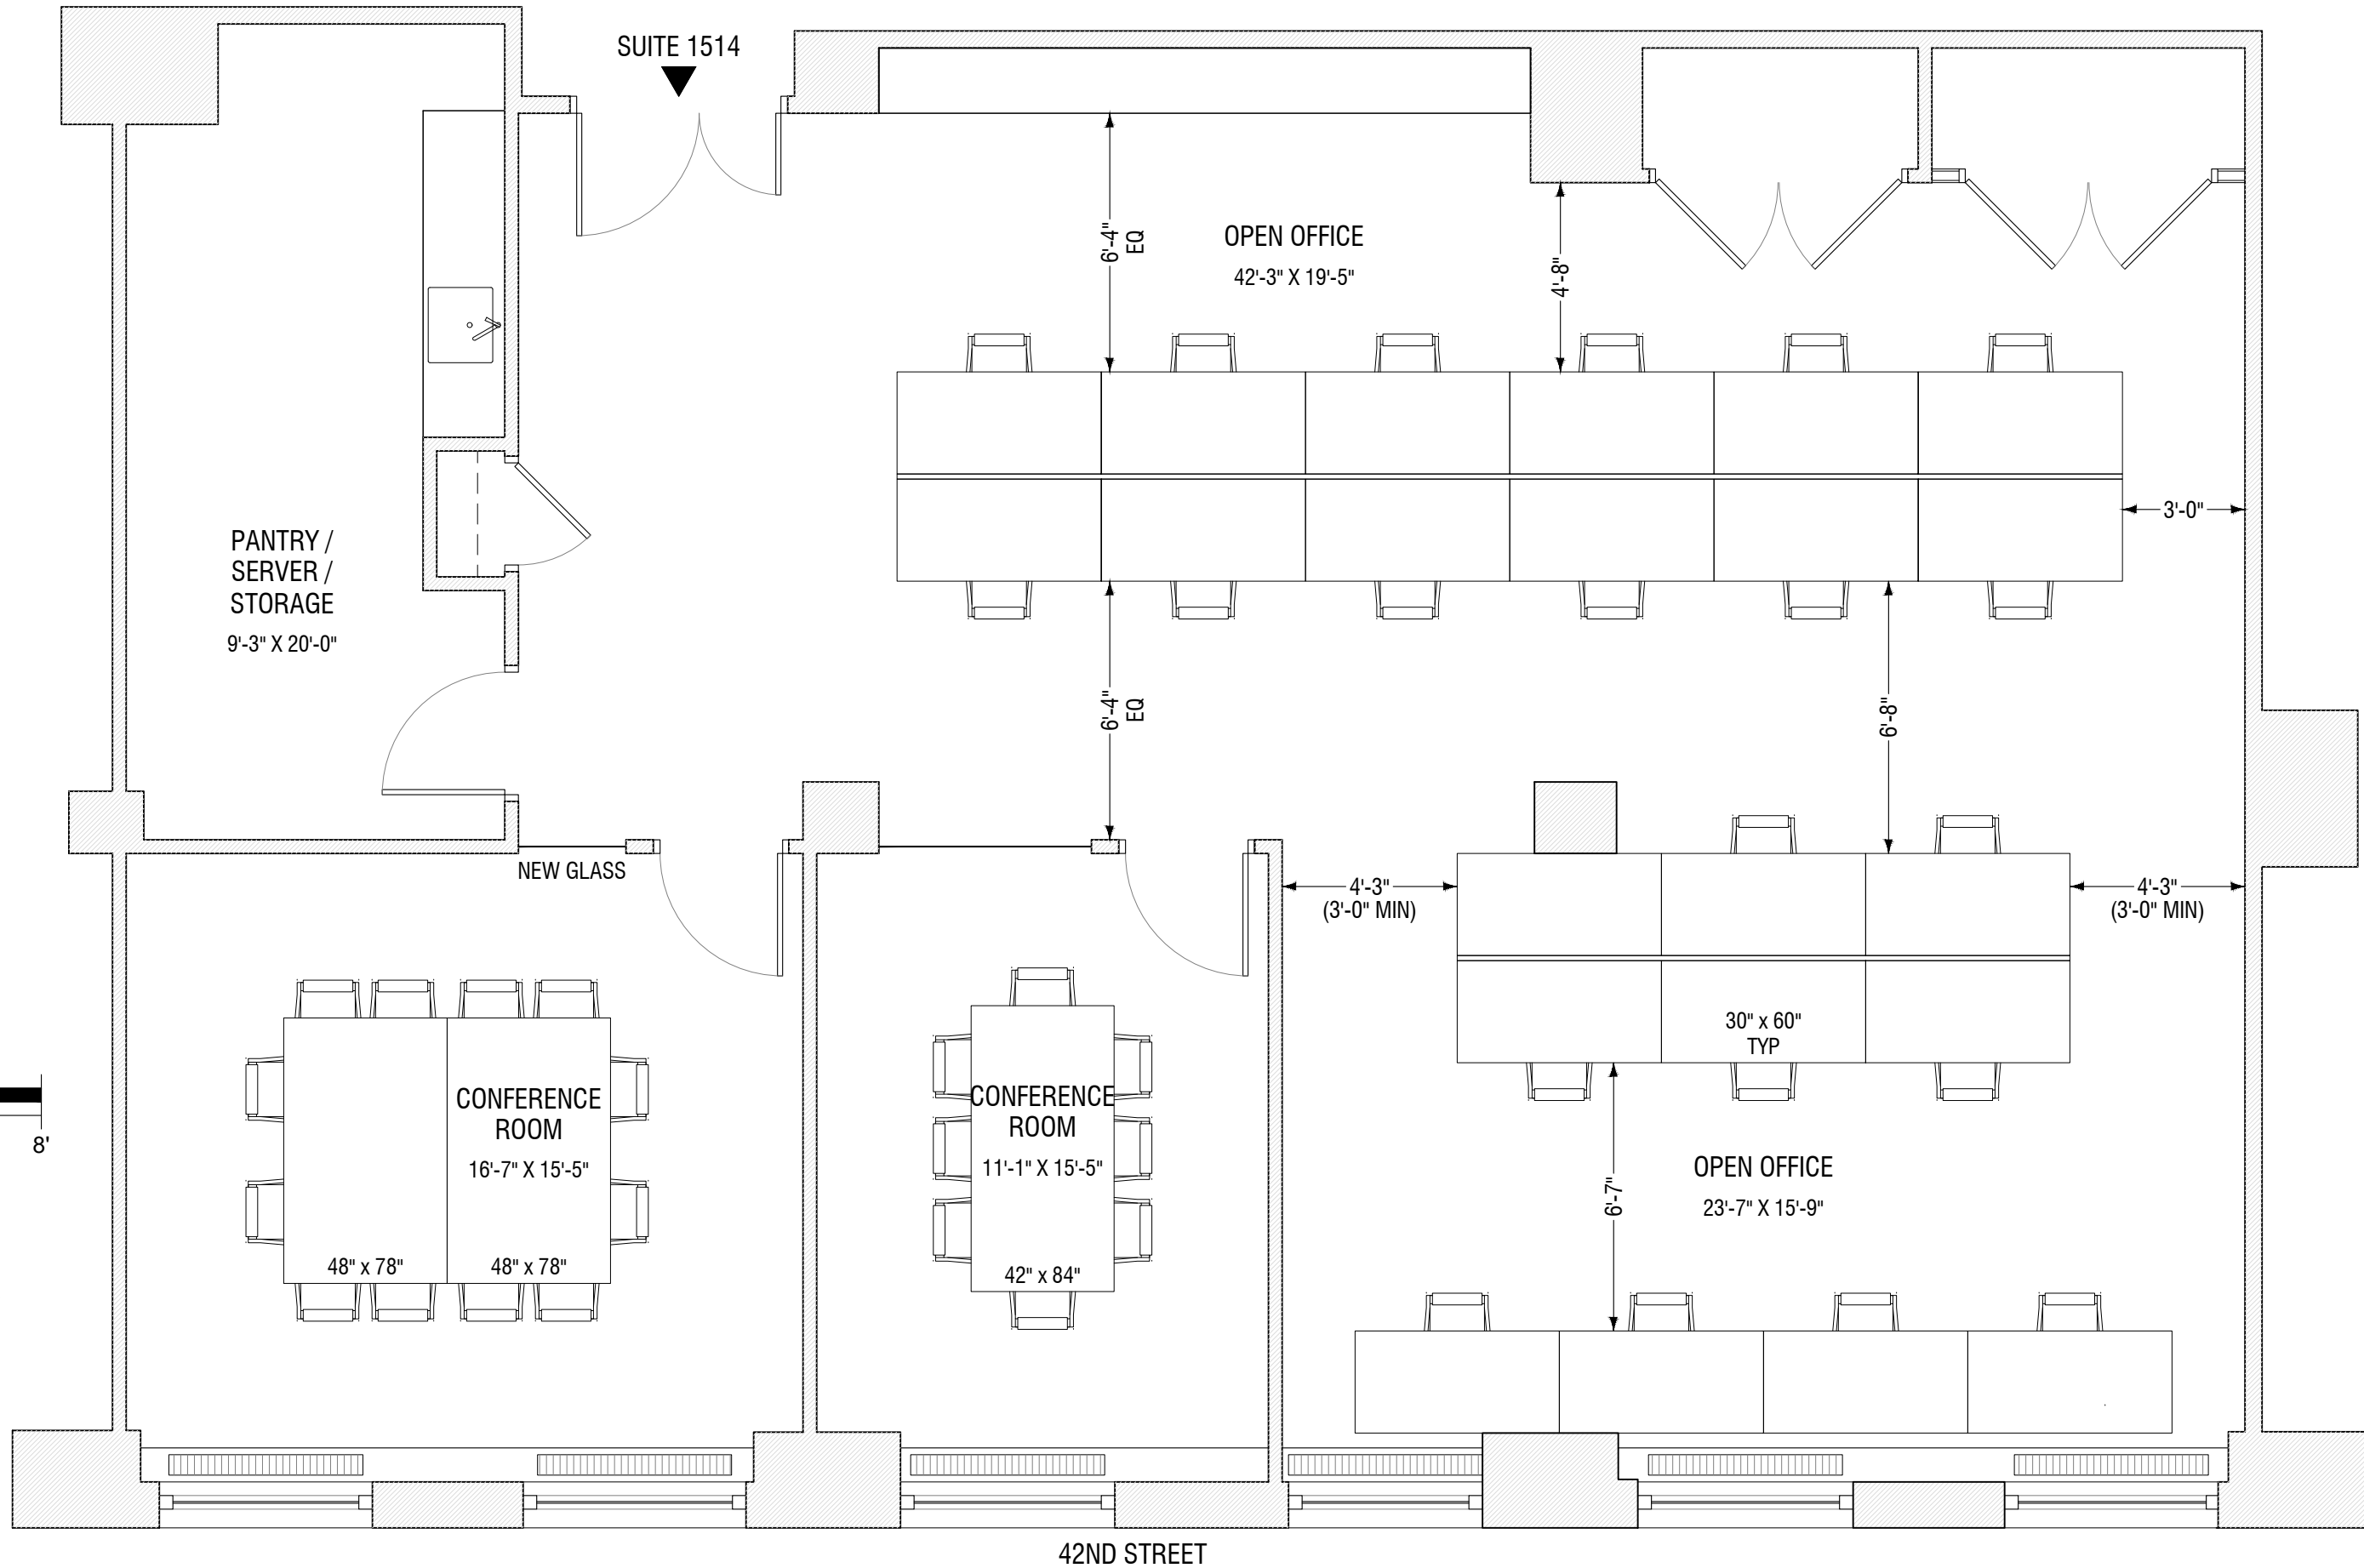 SUITE 1514
6'-4"
EQ
OPEN OFFICE
42'-3" X 19'-5"
4'-8"
3'-0"
PANTRY /
SERVER /
STORAGE
9'-3" X 20'-0"
6'-4"
EQ
6'-8"
NEW GLASS
4'-3"
(3'-0" MIN)
4'-3"
(3'-0" MIN)
30" x 60"
TYP
CONFERENCE
ROOM
16'-7" X 15'-5"
48" x 78"
48" x 78"
CONFERENCE
ROOM
11'-1" X 15'-5"
42" x 84"
8'
OPEN OFFICE
23'-7" X 15'-9"
6'-7"
42ND STREET